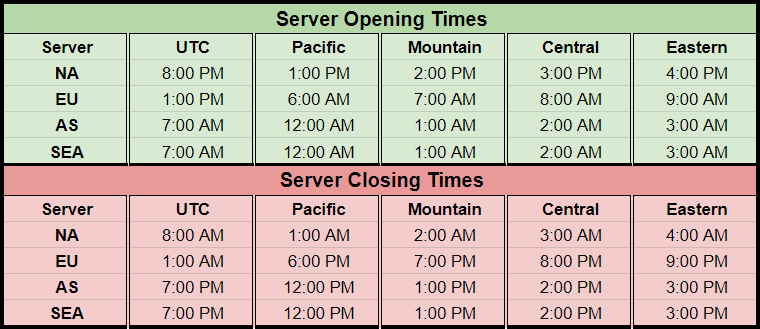 Server Opening Times
Server UTC Pacific Mountain Central Eastern
NA 8:00 PM 1:00 PM 2:00 PM 3:00 PM 4:00 PM
EU 1:00 PM 6:00 AM 7:00 AM 8:00 AM 9:00 AM
AS 7:00 AM 12:00 AM 1:00 AM 2:00 AM 3:00 AM
SEA 7:00 AM 12:00 AM 1:00 AM 2:00 AM 3:00 AM
Server Closing Times
Server UTC Pacific Mountain Central Eastern
NA 8:00 AM 1:00 AM 2:00 AM 3:00 AM 4:00 AM
EU 1:00 AM 6:00 PM 7:00 PM 8:00 PM 9:00 PM
AS 7:00 PM 12:00 PM 1:00 PM 2:00 PM 3:00 PM
SEA 7:00 PM 12:00 PM 1:00 PM 2:00 PM 3:00 PM